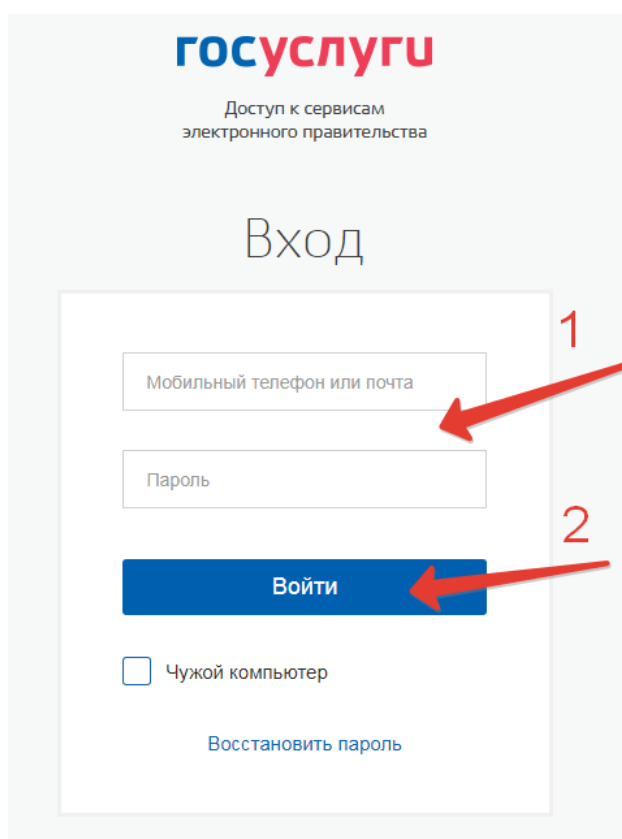 госуслуги
Доступ к сервисам
электронного правительства
Вход
1
Мобильный телефон или почта
Пароль
2
Войти
Чужой компьютер
Восстановить пароль